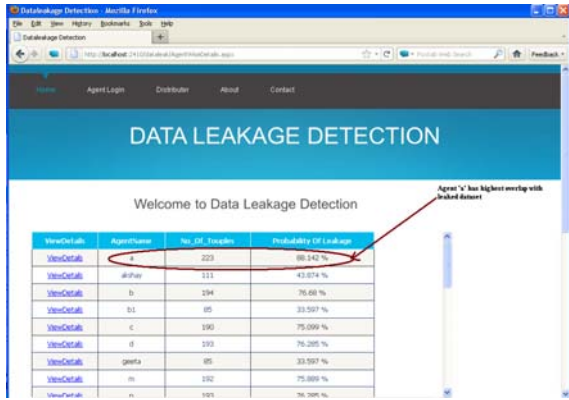 Dataleakage Detection - Mozilla Firefox
File Edit View History Bookmarks Tools Help
Dataleakage Detection
Feedback
Home Agent Login Distributer About Contact
DATA LEAKAGE DETECTION
Agent 'a' has highest overlap with
leaked dataset
Welcome to Data Leakage Detection
ViewDetails AgentName No_Of_Touples Probability Of Leakage
ViewDetails a 223 88.142 %
ViewDetails akshay 111 43.874 %
ViewDetails b 194 76.68 %
ViewDetails b1 85 33.597 %
ViewDetails c 190 75.099 %
ViewDetails d 193 76.285 %
ViewDetails geeta 85 33.597 %
ViewDetails m 192 75.889 %
ViewDetails n 193 76.285 %